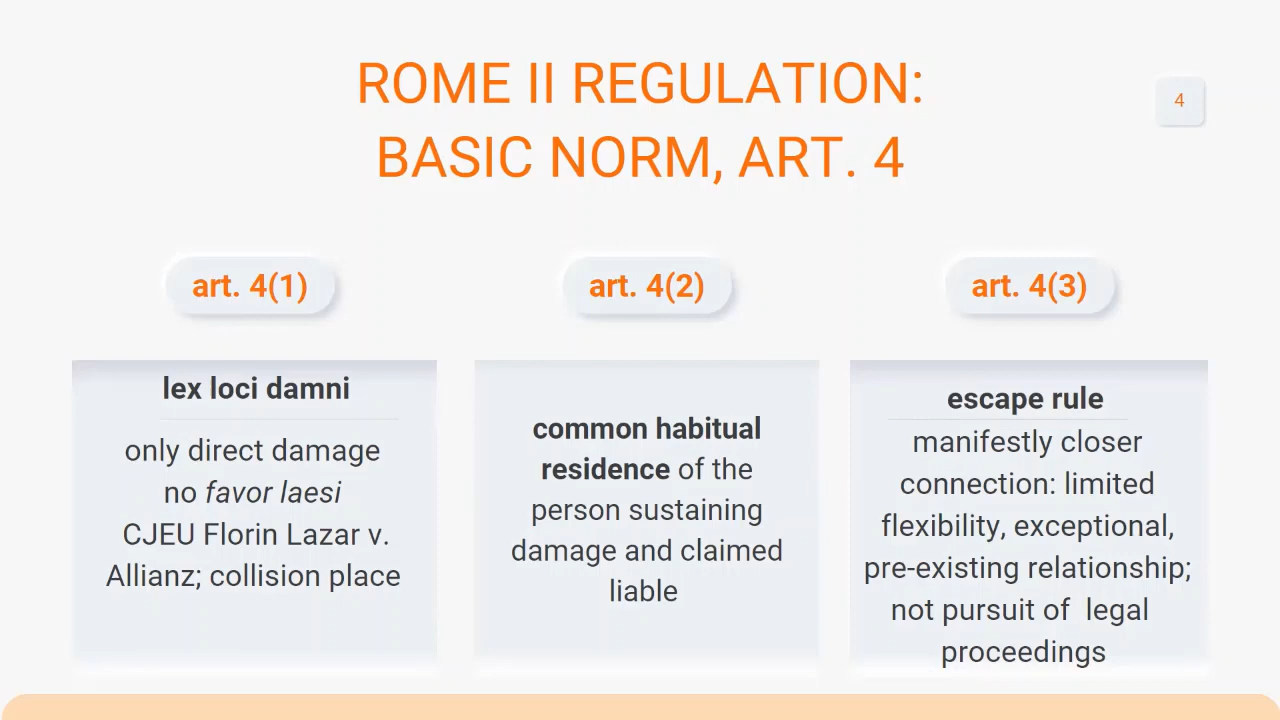 ROME II REGULATION:
BASIC NORM, ART. 4
4
art. 4(1)
lex loci damni
only direct damage
no favor laesi
CJEU Florin Lazar v.
Allianz; collision place
art. 4(2)
common habitual
residence of the
person sustaining
damage and claimed
liable
art. 4(3)
escape rule
manifestly closer
connection: limited
flexibility, exceptional,
pre-existing relationship;
not pursuit of  legal
proceedings